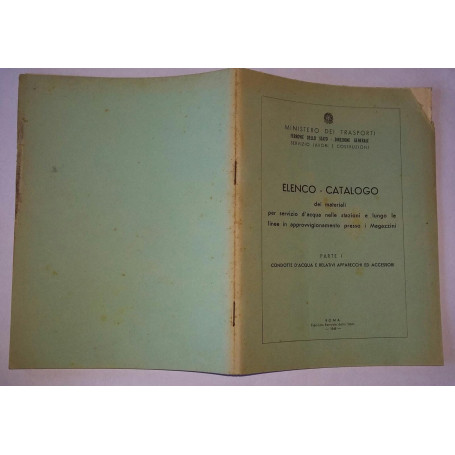 MINISTERO DEI TRASPORTI
FERROVIE DELLO STATO - DIREZIONE GENERALE
SERVIZIO LAVORI E COSTRUZIONI
ELENCO - CATALOGO
dei materiali
per servizio d'acqua nelle stazioni e lungo le
linee in approvvigionamento presso i Magazzini
PARTE I
CONDOTTE D'ACQUA E RELATIVI APPARECCHI ED ACCESSORI
ROMA